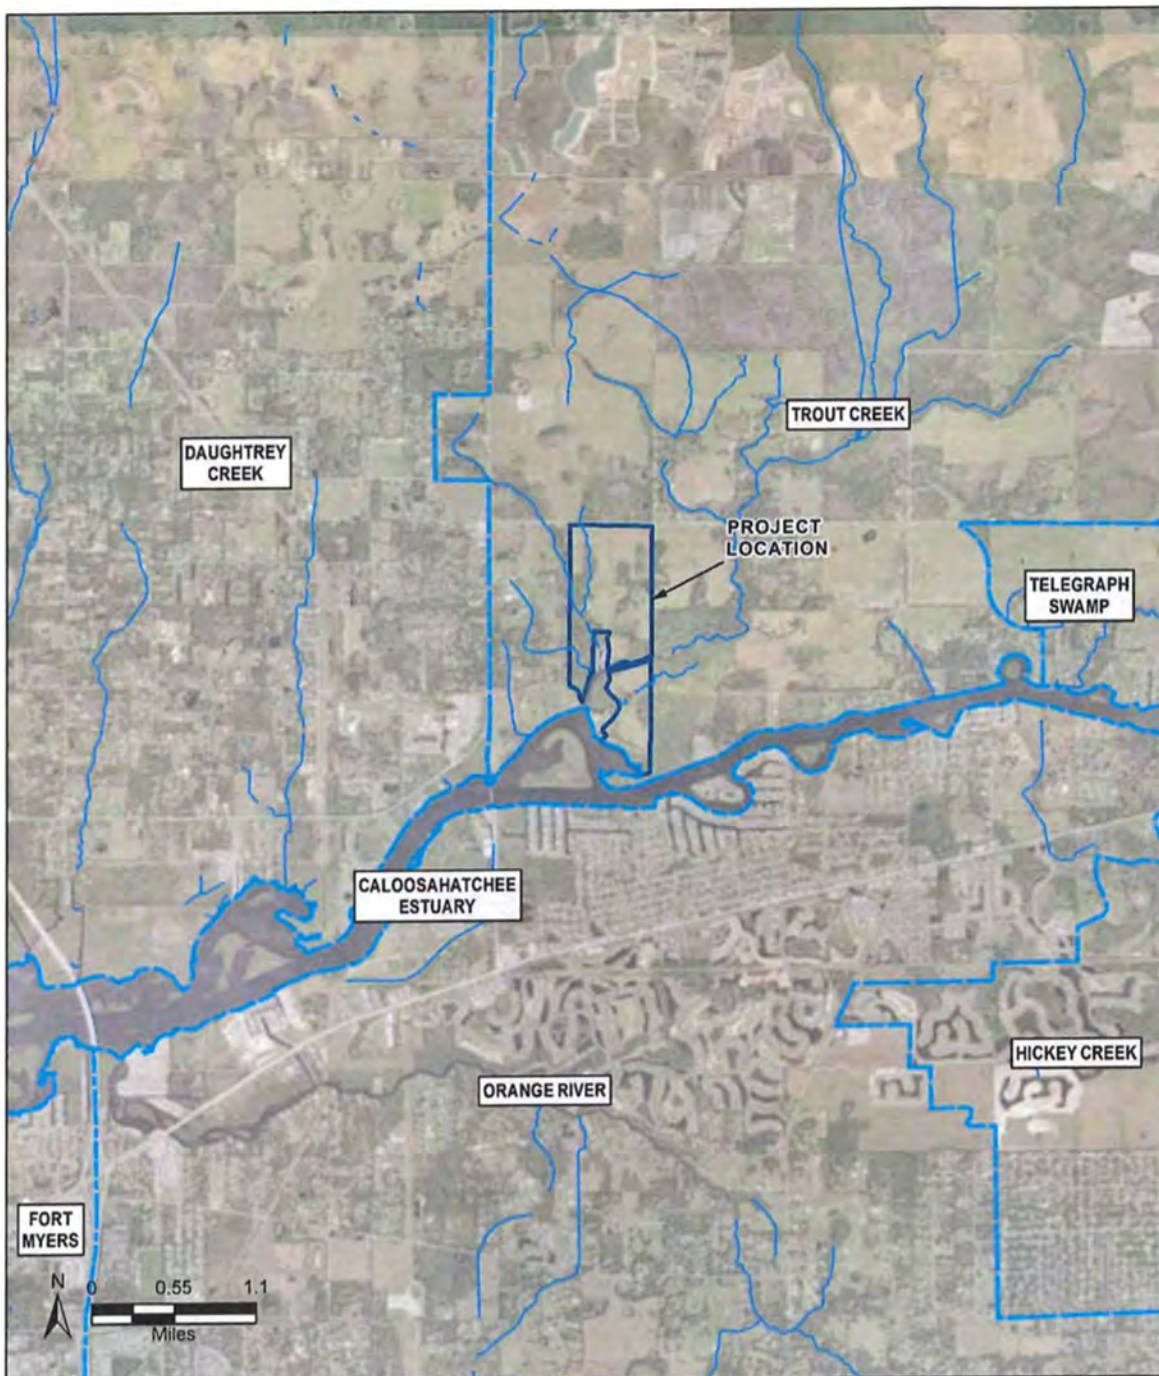 TROUT CREEK
DAUGHTREY
CREEK
PROJECT
LOCATION
TELEGRAPH
SWAMP
CALOOSAHATCHEE
ESTUARY
HICKEY CREEK
ORANGE RIVER
FORT
MYERS
N
0 0.55 1.1
Miles